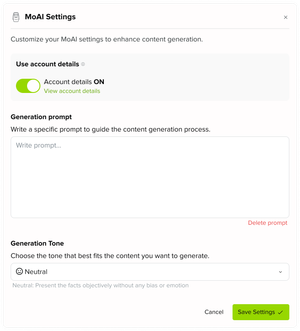 MoAI Settings
Customize your MoAI settings to enhance content generation.
Use account details
Account details ON
View account details
Generation prompt
Write a specific prompt to guide the content generation process.
Write prompt...
Delete prompt
Generation Tone
Choose the tone that best fits the content you want to generate.
Neutral
Neutral: Present the facts objectively without any bias or emotion
Cancel
Save Settings